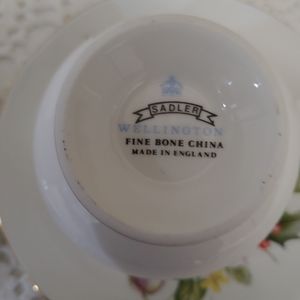 SADLER
WELLINGTON
FINE BONE CHINA
MADE IN ENGLAND